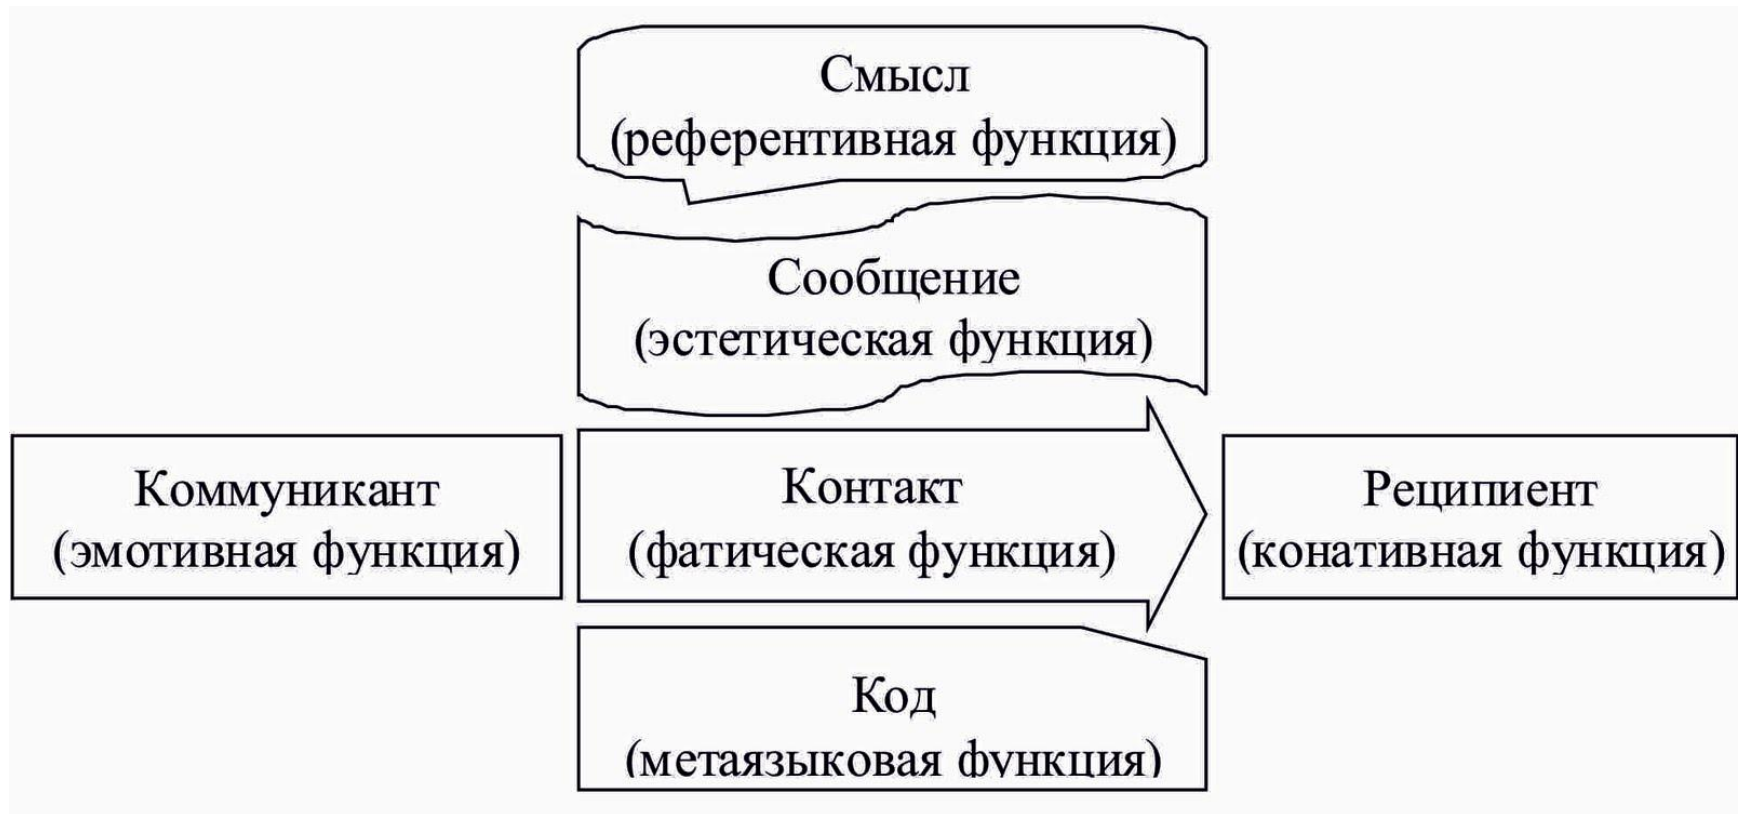 Смысл
(референтивная функция)
Сообщение
(эстетическая функция)
Коммуникант
(эмотивная функция)
Контакт
(фатическая функция)
Реципиент
(конативная функция)
Код
(метаязыковая функция)